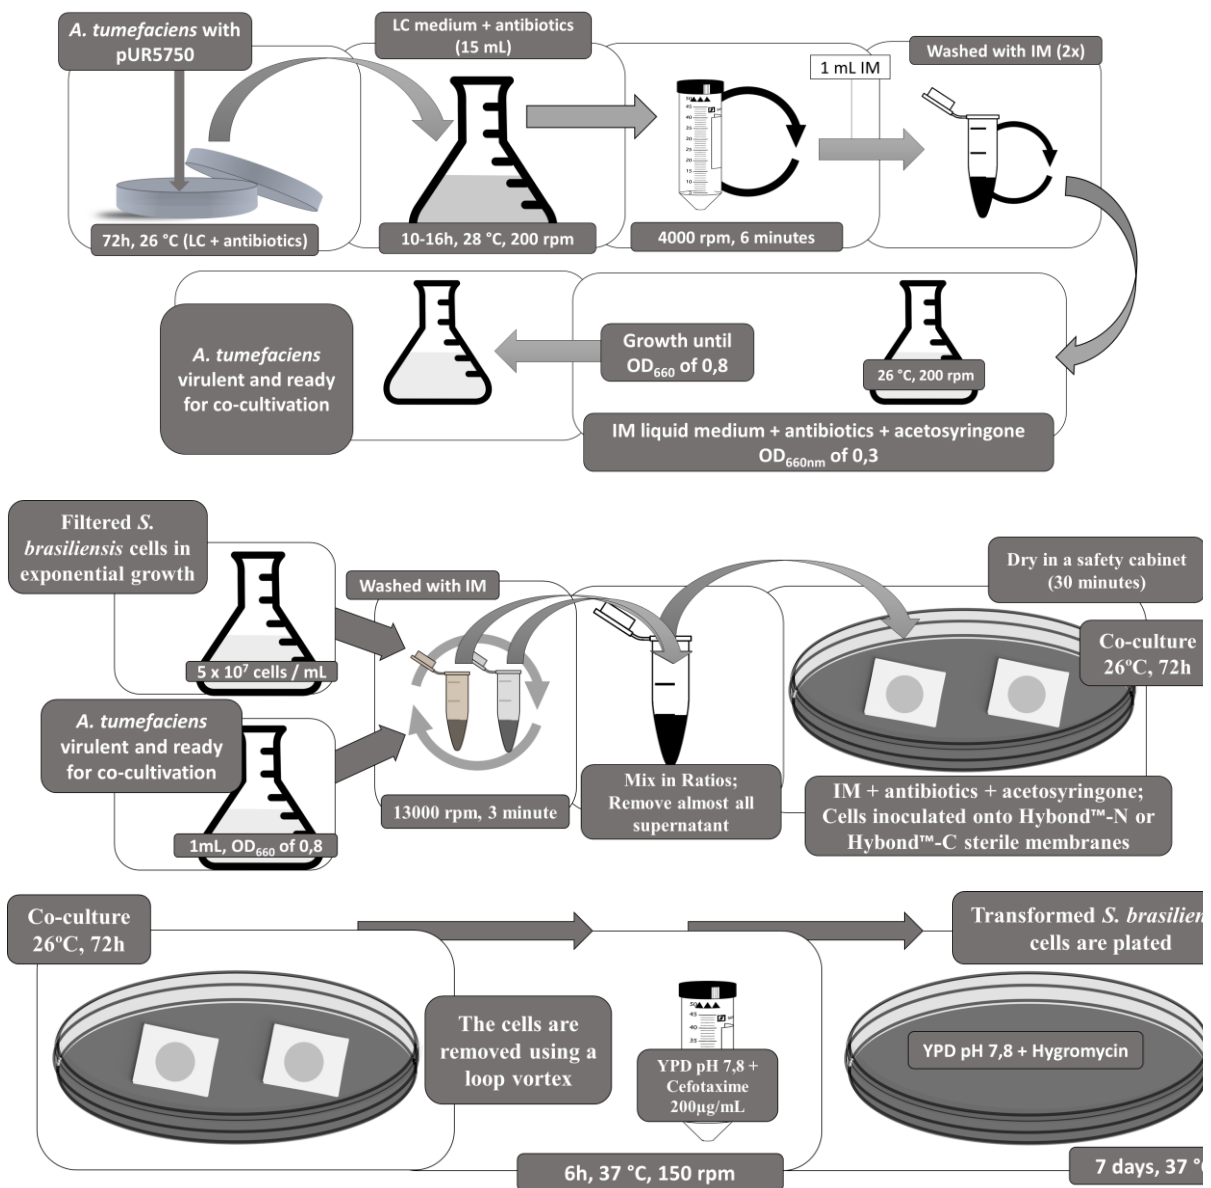 A. tumefaciens with
pUR5750
LC medium + antibiotics
(15 mL)
1 mL IM
Washed with IM (2x)
72h, 26 °C (LC + antibiotics)
10-16h, 28 °C, 200 rpm
4000 rpm, 6 minutes
A. tumefaciens
virulent and ready
for co-cultivation
Growth until
OD660 of 0,8
26 °C, 200 rpm
IM liquid medium + antibiotics + acetosyringone
OD660nm of 0,3
Filtered S.
brasiliensis cells in
exponential growth
5 x 10⁷ cells / mL
A. tumefaciens
virulent and ready
for co-cultivation
1mL, OD660 of 0,8
Washed with IM
13000 rpm, 3 minute
Mix in Ratios;
Remove almost all
supernatant
Dry in a safety cabinet
(30 minutes)
Co-culture
26ºC, 72h
IM + antibiotics + acetosyringone;
Cells inoculated onto Hybond™-N or
Hybond™-C sterile membranes
Co-culture
26ºC, 72h
The cells are
removed using a
loop vortex
YPD pH 7,8 +
Cefotaxime
200µg/mL
6h, 37 °C, 150 rpm
Transformed S. brasilien
cells are plated
YPD pH 7,8 + Hygromycin
7 days, 37 °